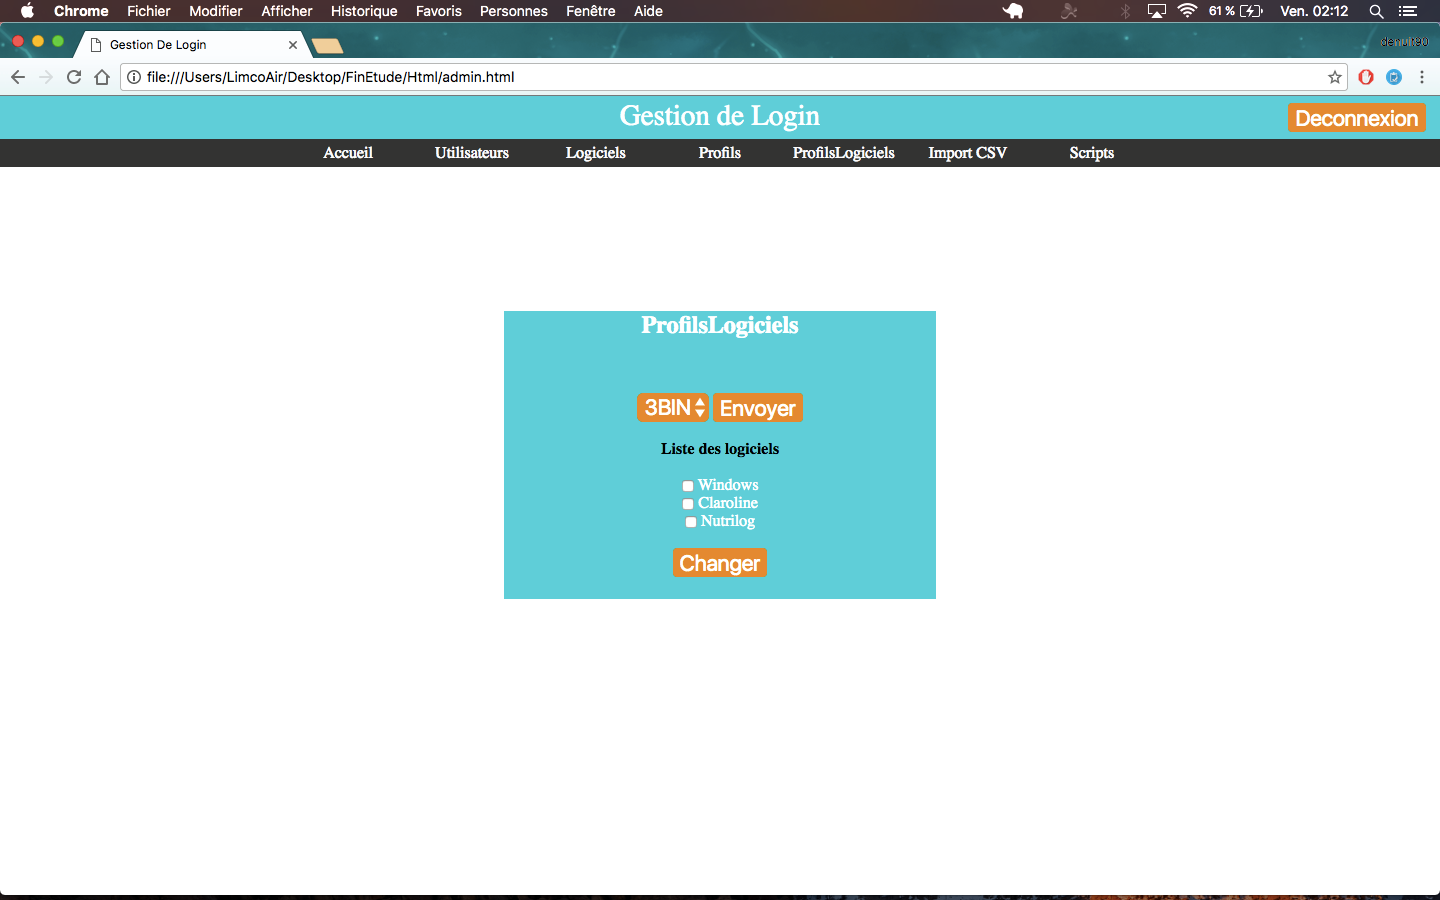 Chrome Fichier Modifier Afficher Historique Favoris Personnes Fenêtre Aide 61 % Ven. 02:12
Gestion De Login
file:///Users/LimcoAir/Desktop/FinEtude/Html/admin.html
Gestion de Login Deconnexion
Accueil Utilisateurs Logiciels Profils ProfilsLogiciels Import CSV Scripts
ProfilsLogiciels
3BIN Envoyer
Liste des logiciels
Windows
Claroline
Nutrilog
Changer